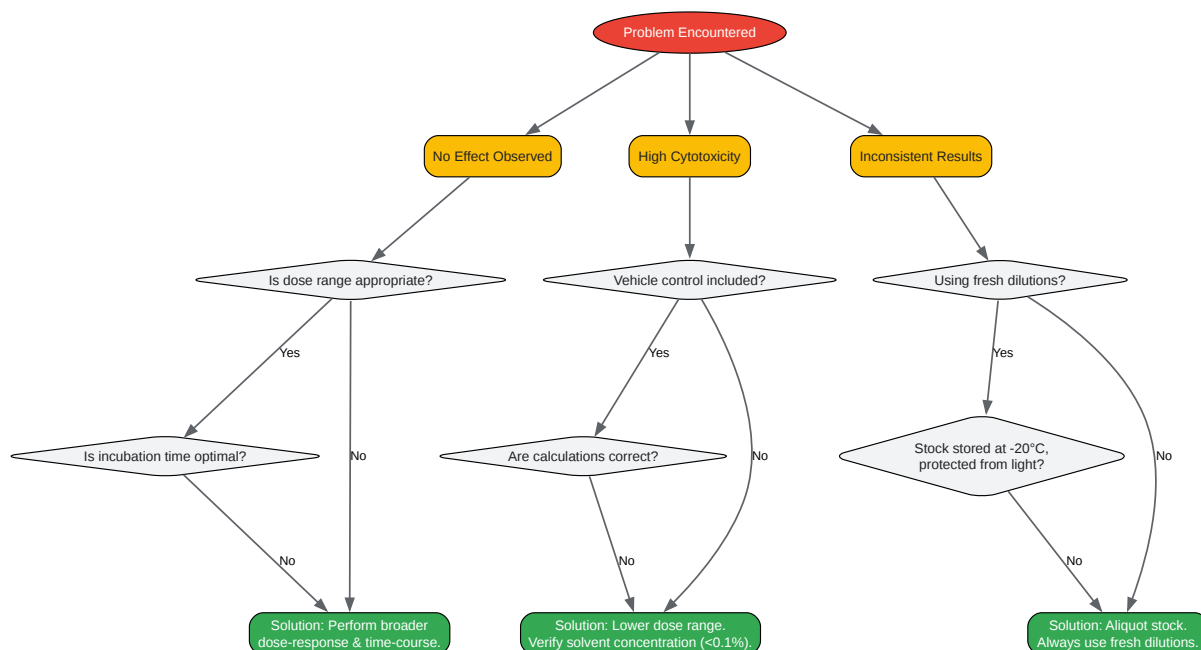 Problem Encountered
No Effect Observed
High Cytotoxicity
Inconsistent Results
Is dose range appropriate?
Vehicle control included?
Using fresh dilutions?
Yes
Yes
Yes
Is incubation time optimal?
No
Are calculations correct?
No
Stock stored at -20°C,
protected from light?
No
No
No
No
Solution: Perform broader
dose-response & time-course.
Solution: Lower dose range.
Verify solvent concentration (<0.1%).
Solution: Aliquot stock.
Always use fresh dilutions.